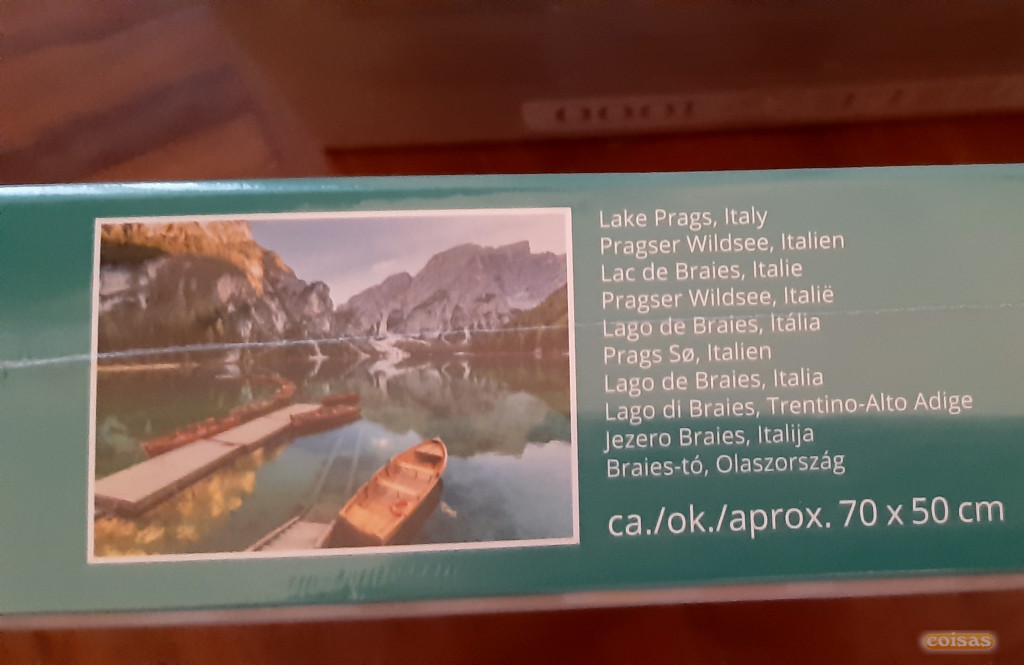 Lake Prags, Italy
Pragser Wildsee, Italien
Lac de Braies, Italie
Pragser Wildsee, Italië
Lago de Braies, Itália
Prags Sø, Italien
Lago de Braies, Italia
Lago di Braies, Trentino-Alto Adige
Jezero Braies, Italija
Braies-tó, Olaszország
ca./ok./aprox. 70 x 50 cm
coisas